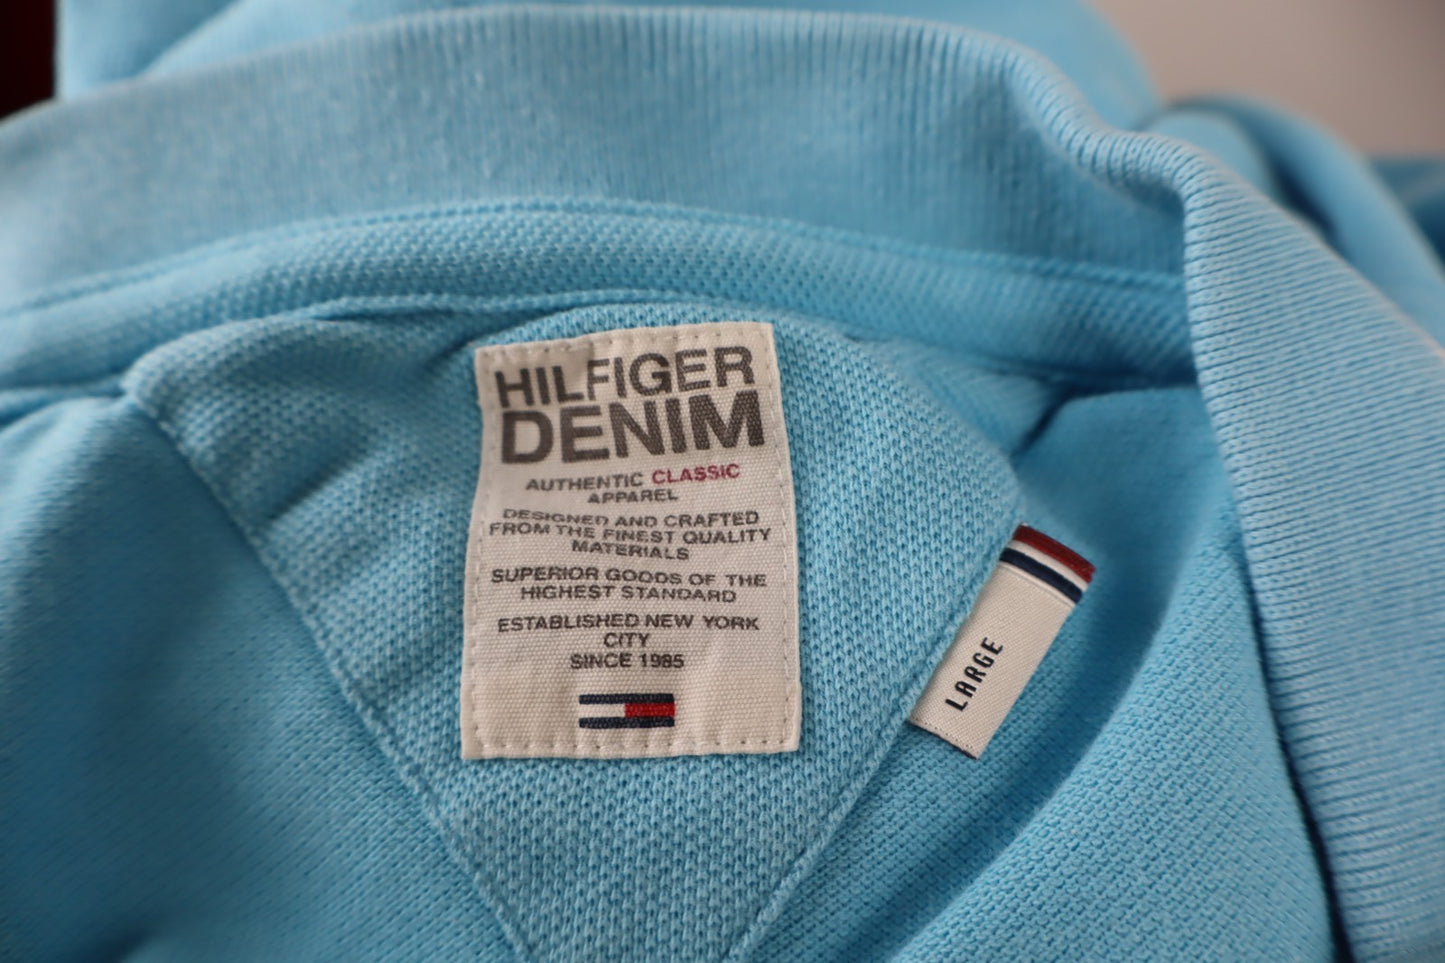 HILFIGER
DENIM
AUTHENTIC CLASSIC
APPAREL
DESIGNED AND CRAFTED
FROM THE FINEST QUALITY
MATERIALS
SUPERIOR GOODS OF THE
HIGHEST STANDARD
ESTABLISHED NEW YORK
CITY
SINCE 1985
LARGE